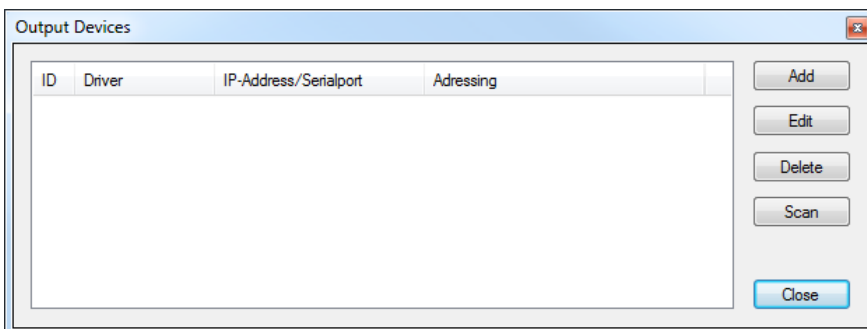 Output Devices
ID Driver IP-Address/Serialport Adressing
Add
Edit
Delete
Scan
Close